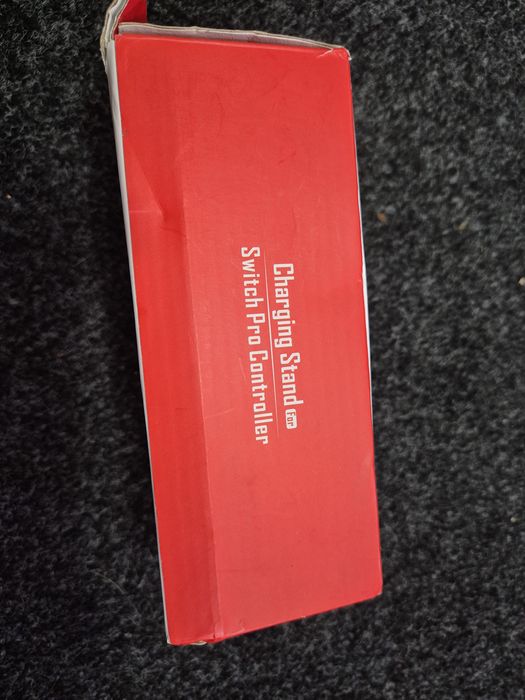 Charging Stand for
Switch Pro Controller